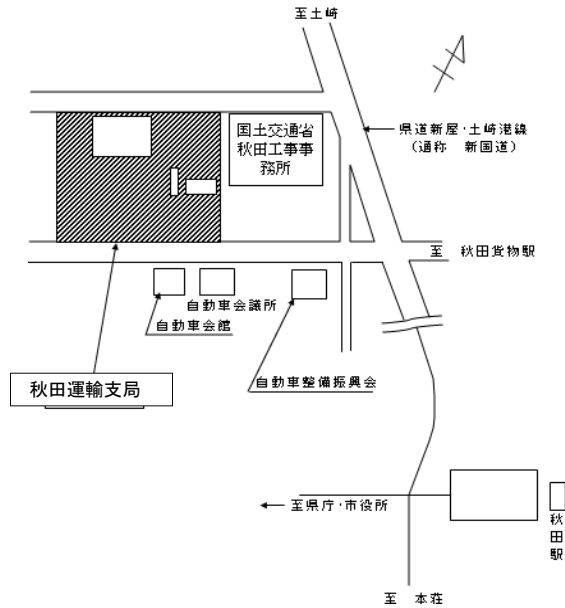 至土崎
国土交通省
秋田工事事
務所
県道新屋・土崎港線
（通称　新国道）
至　秋田貨物駅
自動車会議所
自動車会館
秋田運輸支局
自動車整備振興会
至県庁・市役所
秋
田
駅
至　本荘